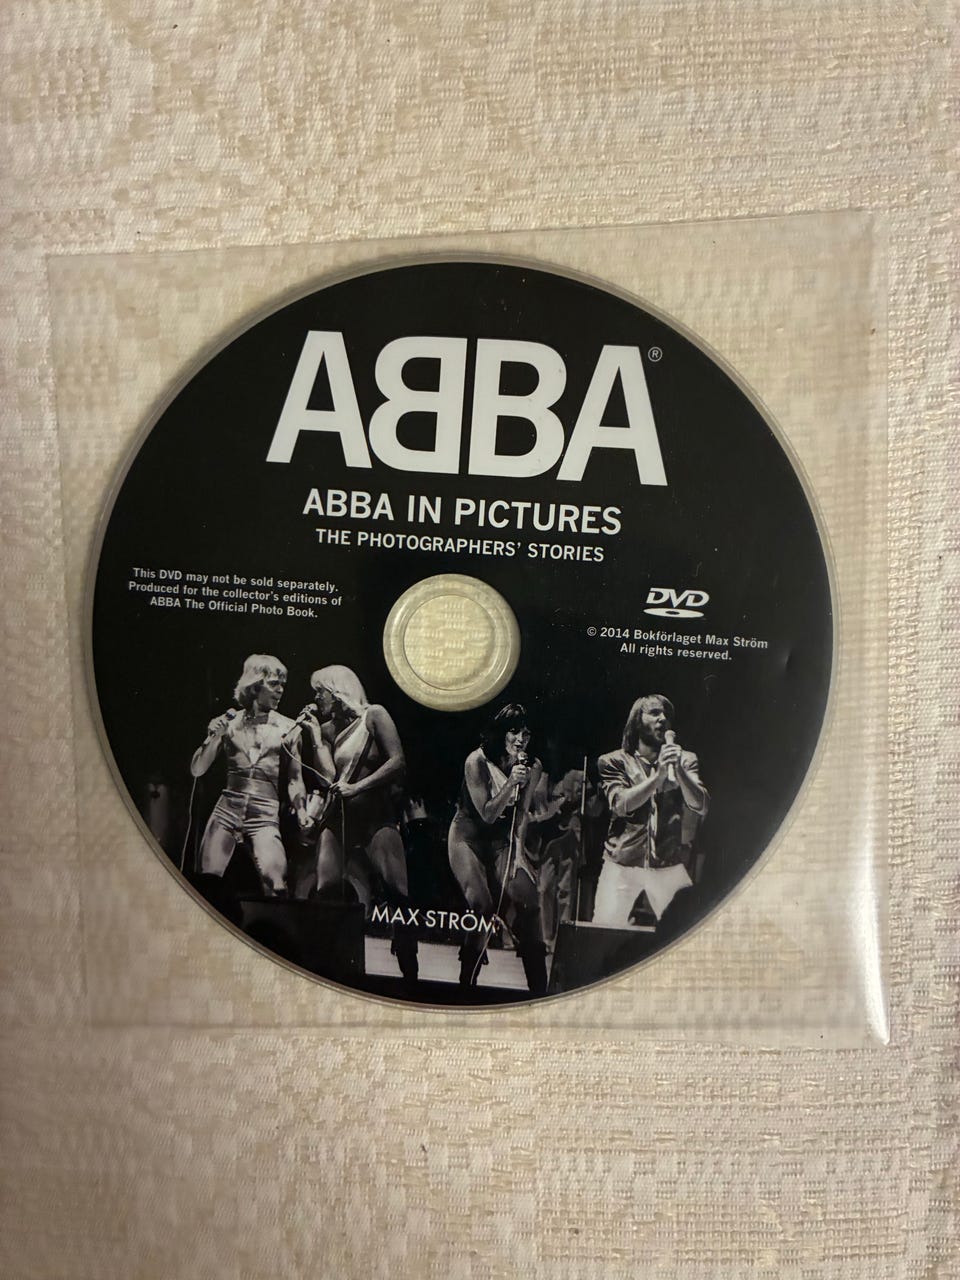 ABBA®
ABBA IN PICTURES
THE PHOTOGRAPHERS' STORIES
This DVD may not be sold separately.
Produced for the collector's editions of
ABBA The Official Photo Book.
DVD
© 2014 Bokförlaget Max Ström
All rights reserved.
MAX STRÖM